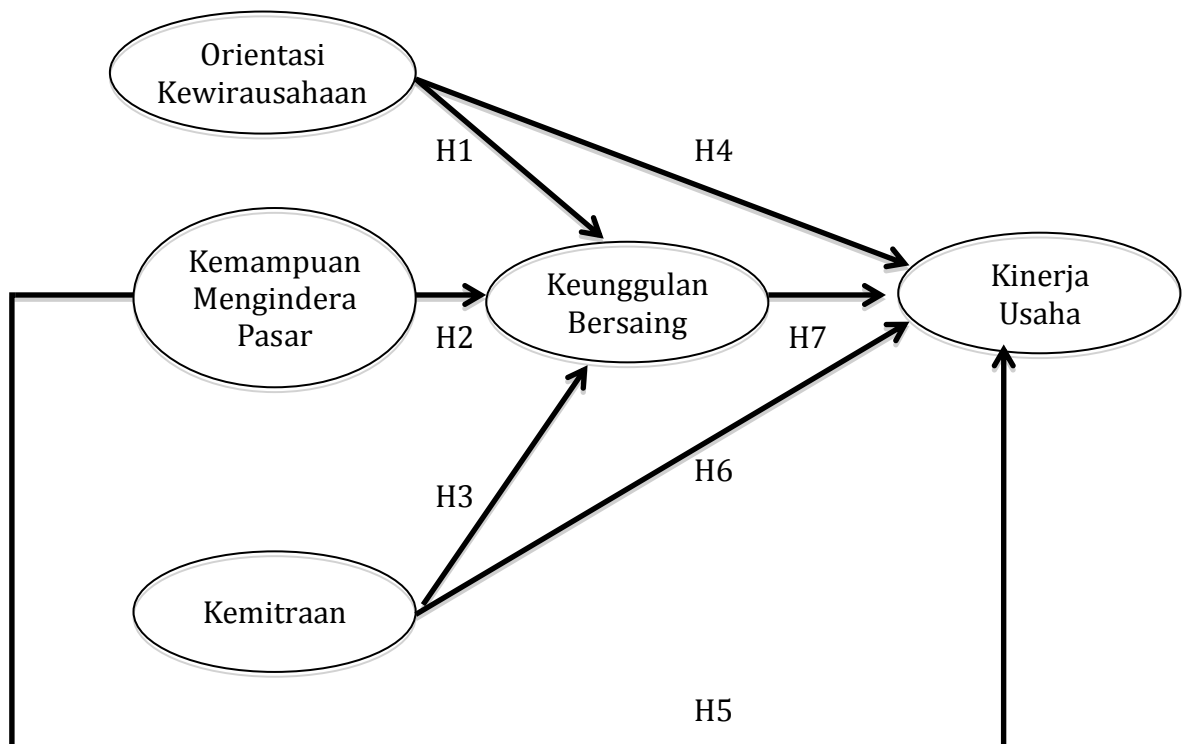 Orientasi
Kewirausahaan
H1
H4
Kemampuan
Mengindera
Pasar
H2
Keunggulan
Bersaing
H7
Kinerja
Usaha
H3
H6
Kemitraan
H5